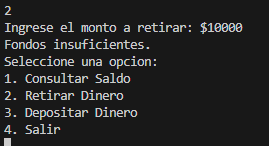 2
Ingrese el monto a retirar: $10000
Fondos insuficientes.
Seleccione una opcion:
1. Consultar Saldo
2. Retirar Dinero
3. Depositar Dinero
4. Salir